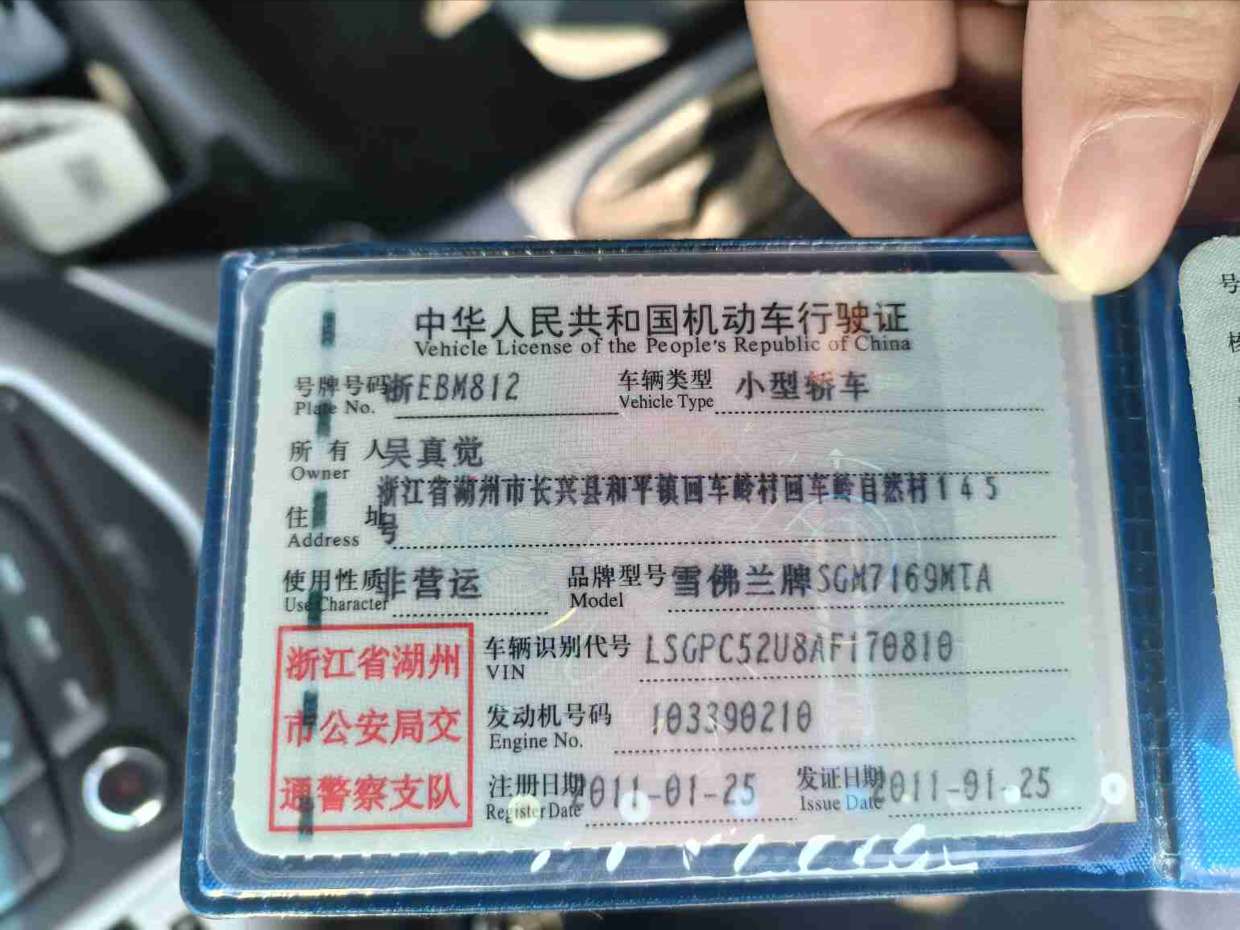 中华人民共和国机动车行驶证
Vehicle License of the People's Republic of China
号牌号码 浙EBM812 车辆类型 小型轿车
Plate No. Vehicle Type
所有人 吴真觉
Owner
浙江省湖州市长兴县和平镇回车岭村回车岭自然村145
住址 号
Address
使用性质 非营运 品牌型号 雪佛兰牌SGM7169MTA
Use Character Model
浙江省湖州
市公安局交
通警察支队
车辆识别代号 LSGPC52U8AF170810
VIN
发动机号码 103390210
Engine No.
注册日期 2011-01-25 发证日期 2011-01-25
Register Date Issue Date
号